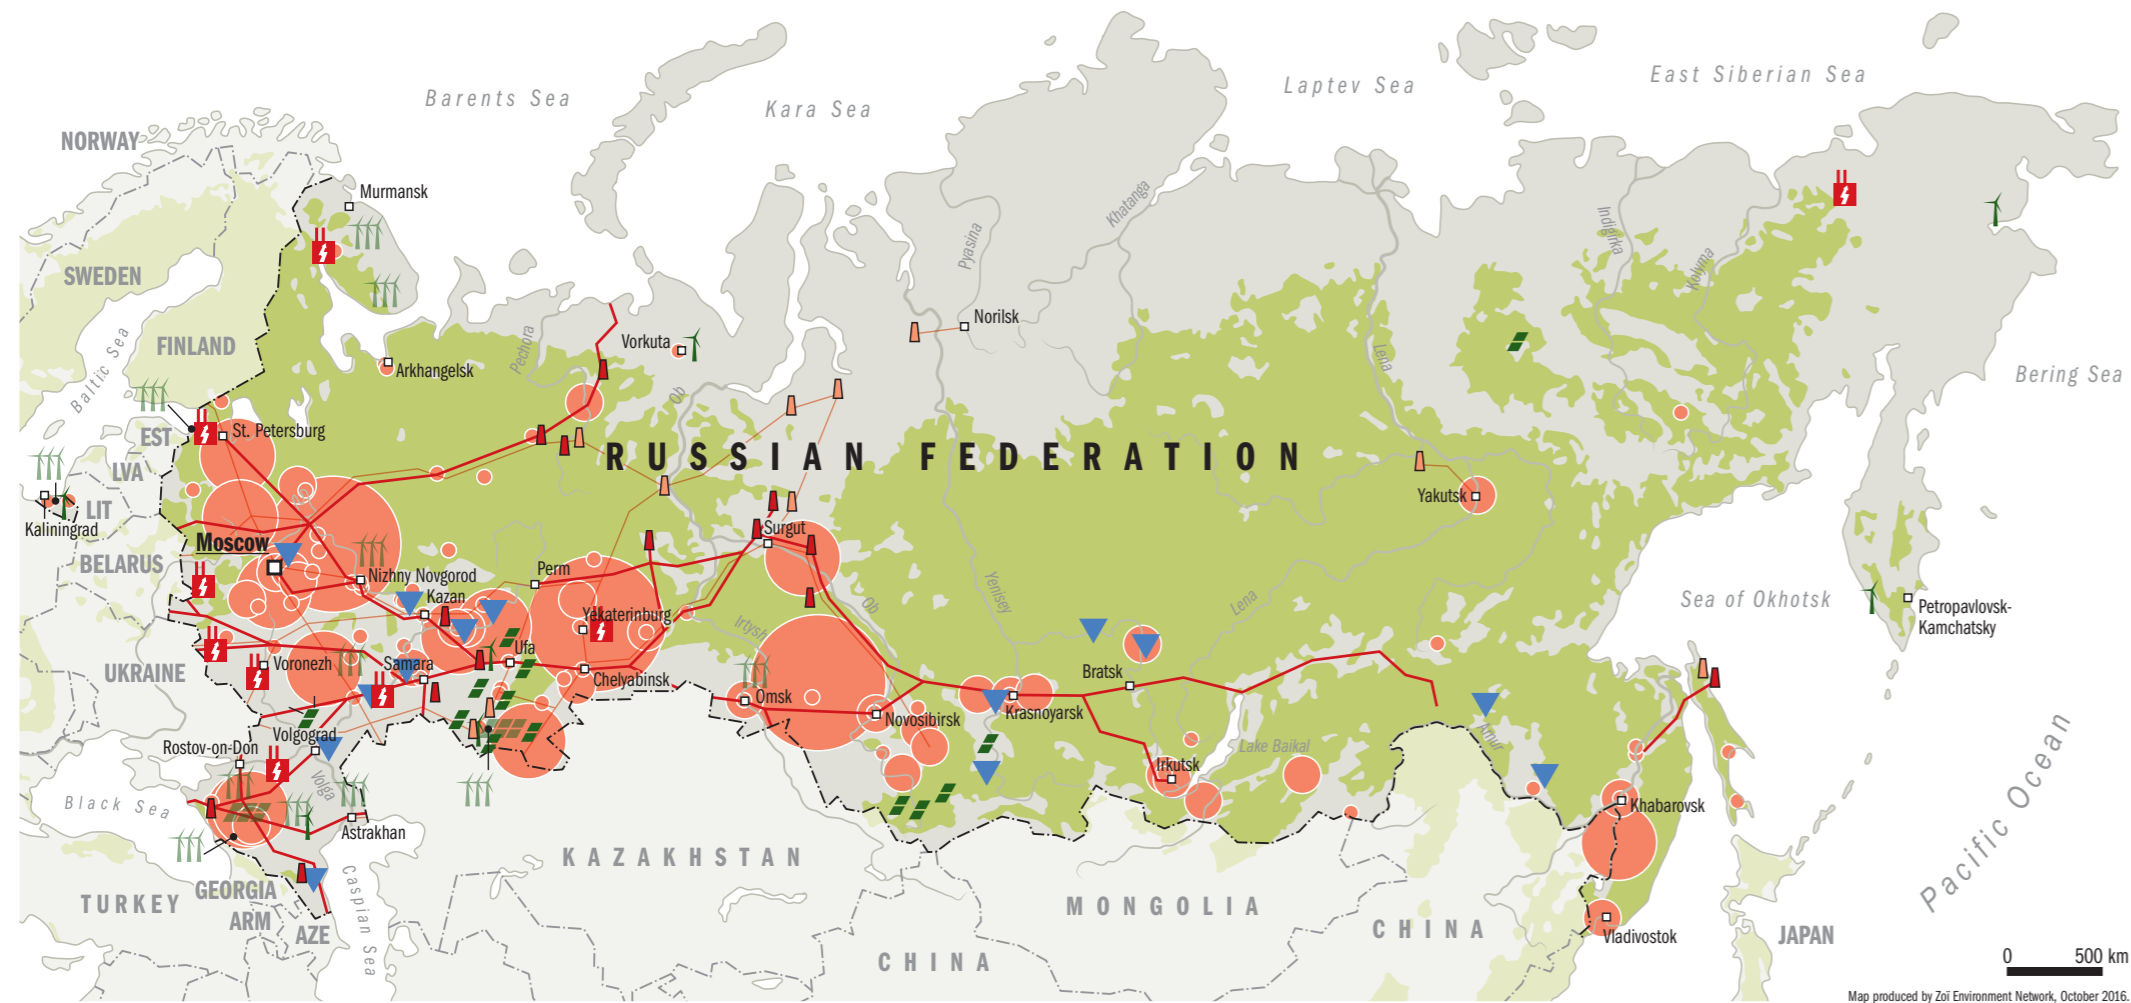 East Siberian Sea
Laptev Sea
Barents Sea
Kara Sea
NORWAY
Murmansk
Khatanga
Indigirka
Pyasina
Kolyma
SWEDEN
Norilsk
FINLAND
Vorkuta
Pechora
Baltic Sea
Arkhangelsk
Lena
Bering Sea
Ob
St. Petersburg
EST
RUSSIAN FEDERATION
LVA
Yakutsk
LIT
Kaliningrad
Surgut
Moscow
BELARUS
Perm
Nizhny Novgorod
Kazan
Yenisey
Ob
Lena
Sea of Okhotsk
Petropavlovsk-
Kamchatsky
Yekaterinburg
Irtysh
Ufa
UKRAINE
Voronezh
Samara
Chelyabinsk
Bratsk
Omsk
Krasnoyarsk
Novosibirsk
Volgograd
Amur
Rostov-on-Don
Lake Baikal
Irkutsk
Volga
Black Sea
Khabarovsk
Astrakhan
Pacific Ocean
KAZAKHSTAN
TURKEY
GEORGIA
ARM
AZE
Caspian Sea
MONGOLIA
CHINA
CHINA
Vladivostok
JAPAN
0 500 km
Map produced by Zoï Environment Network, October 2016.